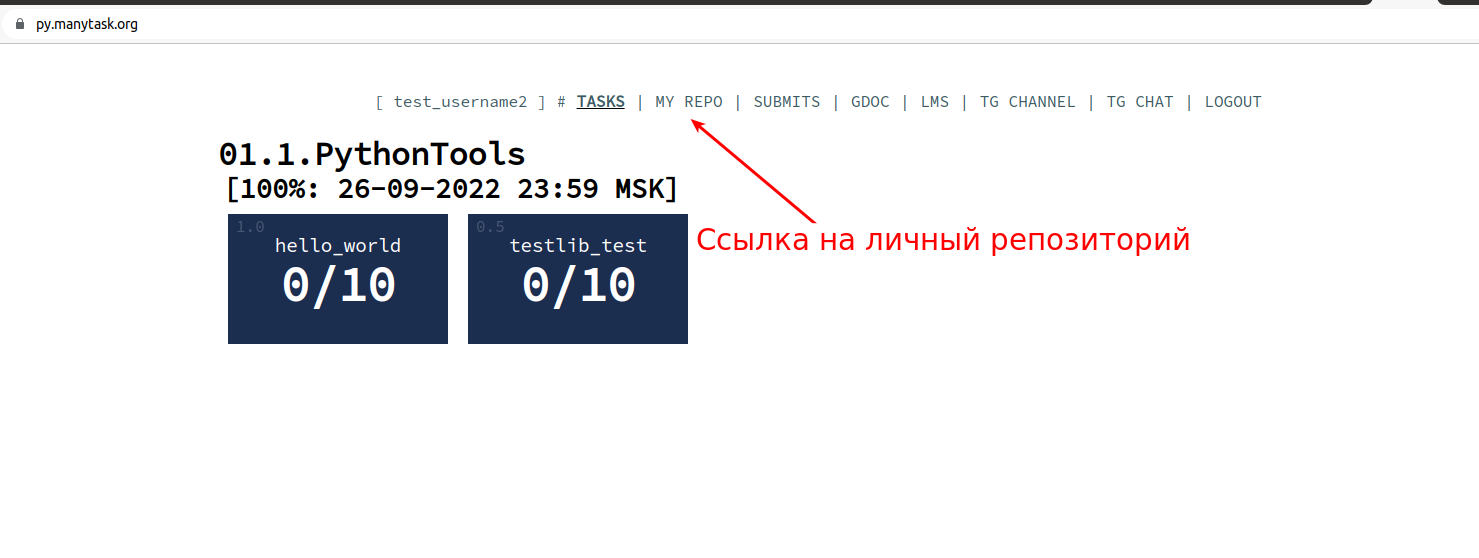 py.manytask.org
[ test_username2 ] # TASKS | MY REPO | SUBMITS | GDOC | LMS | TG CHANNEL | TG CHAT | LOGOUT
01.1.PythonTools
[100%: 26-09-2022 23:59 MSK]
1.0
hello_world
0/10
0.5
testlib_test
0/10
Ссылка на личный репозиторий